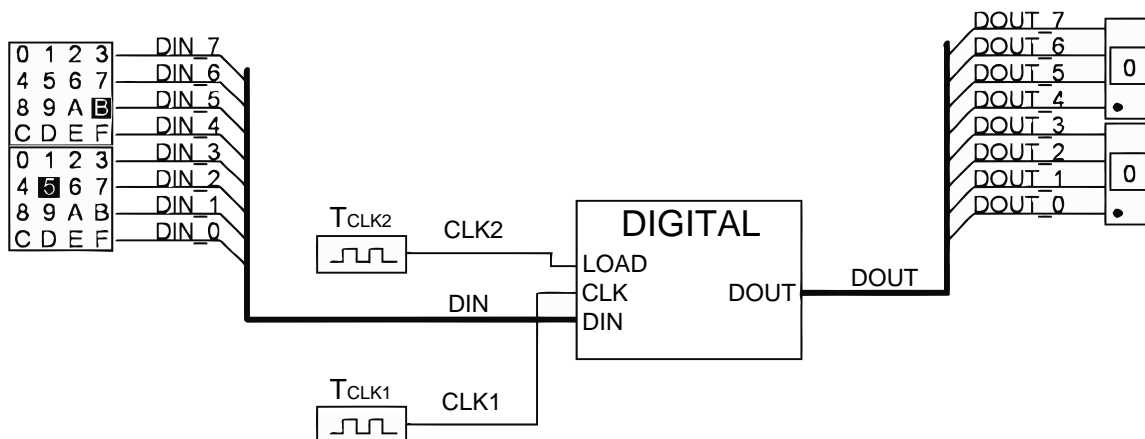 0 1 2 3
4 5 6 7
8 9 A B
C D E F
0 1 2 3
4 5 6 7
8 9 A B
C D E F
DIN_7
DIN_6
DIN_5
DIN_4
DIN_3
DIN_2
DIN_1
DIN_0
TCLK2
CLK2
DIN
TCLK1
CLK1
DIGITAL
LOAD
CLK
DIN
DOUT
DOUT
DOUT_7
DOUT_6
DOUT_5
DOUT_4
DOUT_3
DOUT_2
DOUT_1
DOUT_0
0
0